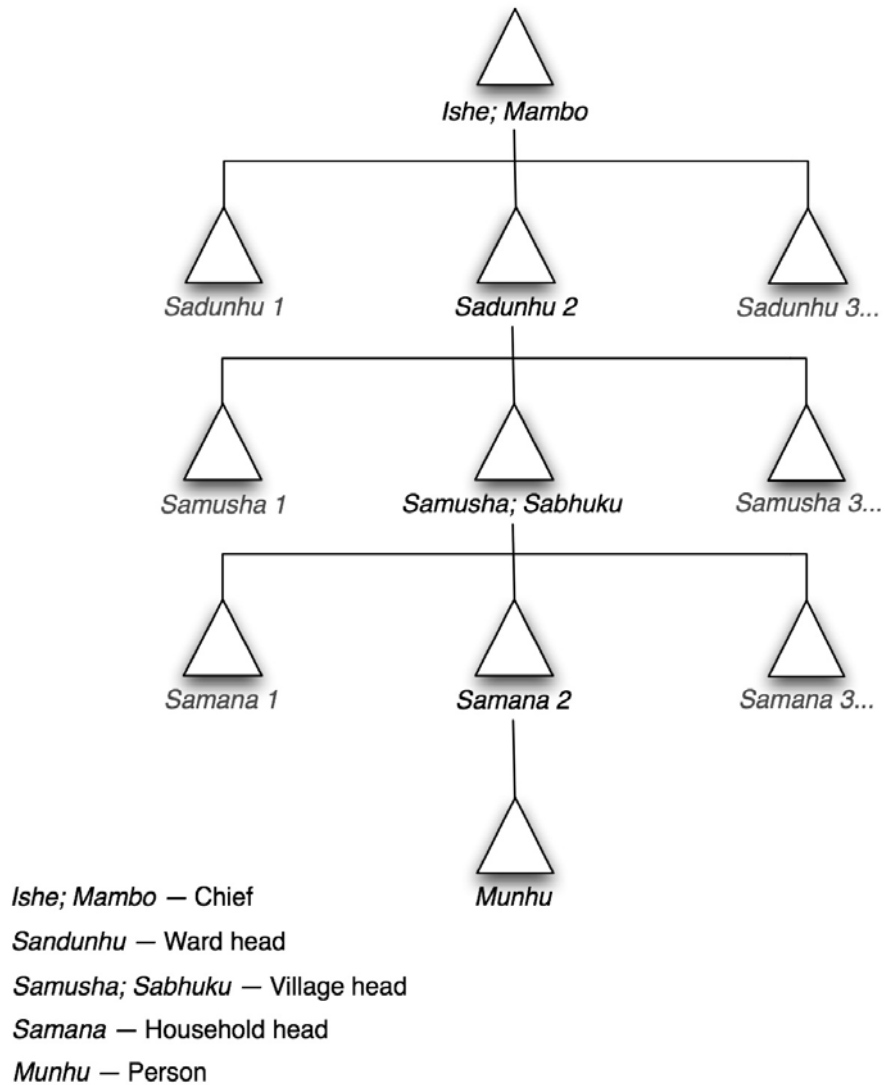 Ishe; Mambo
Sadunhu 1 Sadunhu 2 Sadunhu 3...
Samusha 1 Samusha; Sabhuku Samusha 3...
Samana 1 Samana 2 Samana 3...
Munhu
Ishe; Mambo — Chief
Sandunhu — Ward head
Samusha; Sabhuku — Village head
Samana — Household head
Munhu — Person